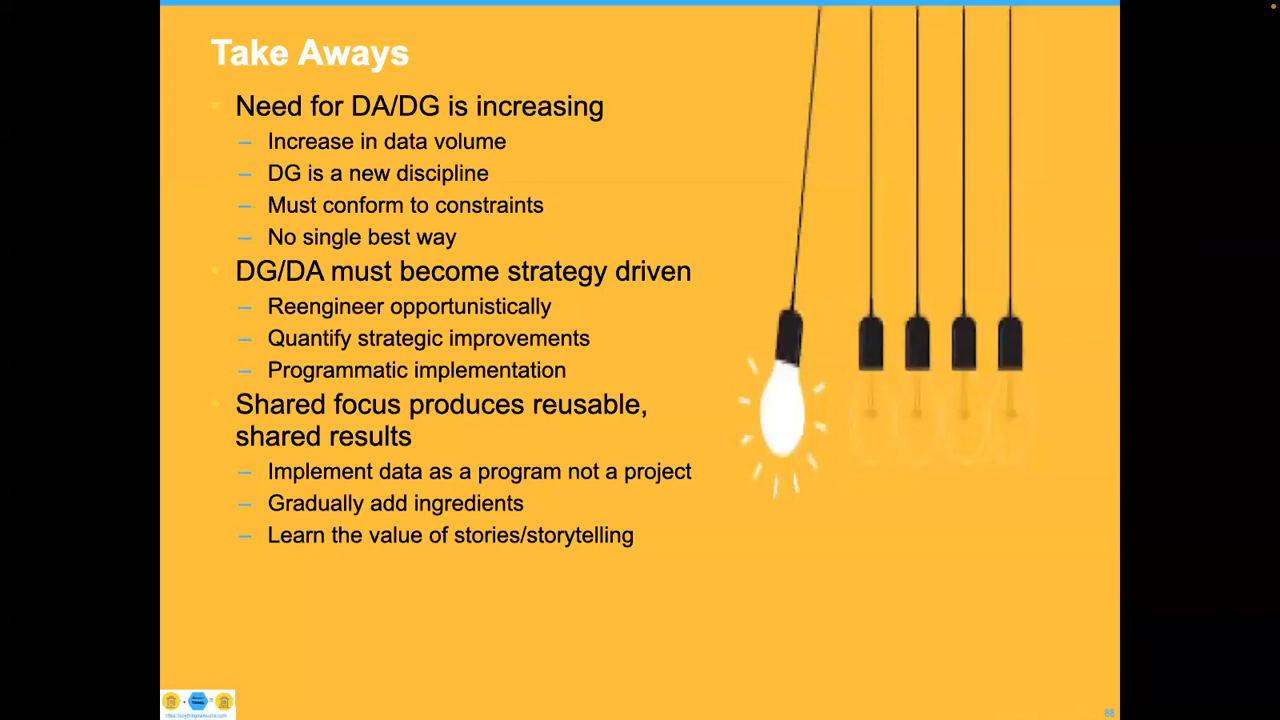 Take Aways
Need for DA/DG is increasing
– Increase in data volume
– DG is a new discipline
– Must conform to constraints
– No single best way
DG/DA must become strategy driven
– Reengineer opportunistically
– Quantify strategic improvements
– Programmatic implementation
Shared focus produces reusable,
shared results
– Implement data as a program not a project
– Gradually add ingredients
– Learn the value of stories/storytelling
88